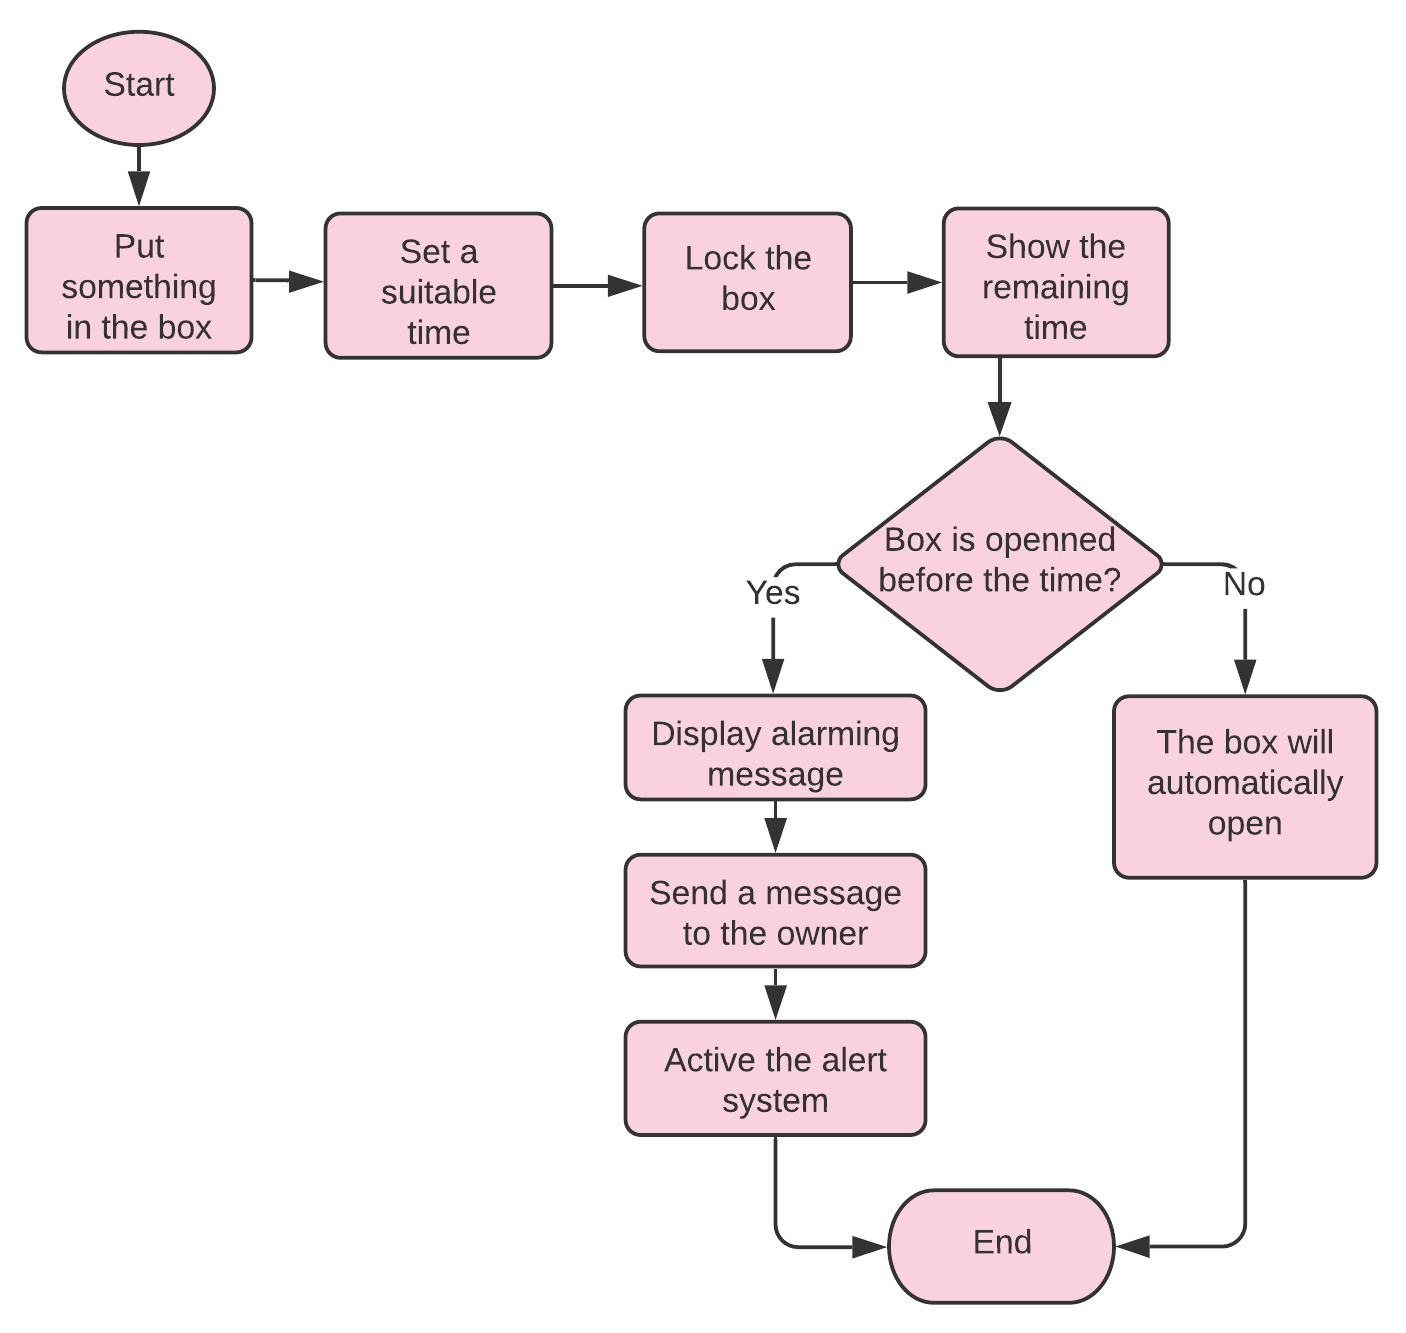 Start
Put
something
in the box
Set a
suitable
time
Lock the
box
Show the
remaining
time
Box is openned
before the time?
Yes
No
Display alarming
message
The box will
automatically
open
Send a message
to the owner
Active the alert
system
End